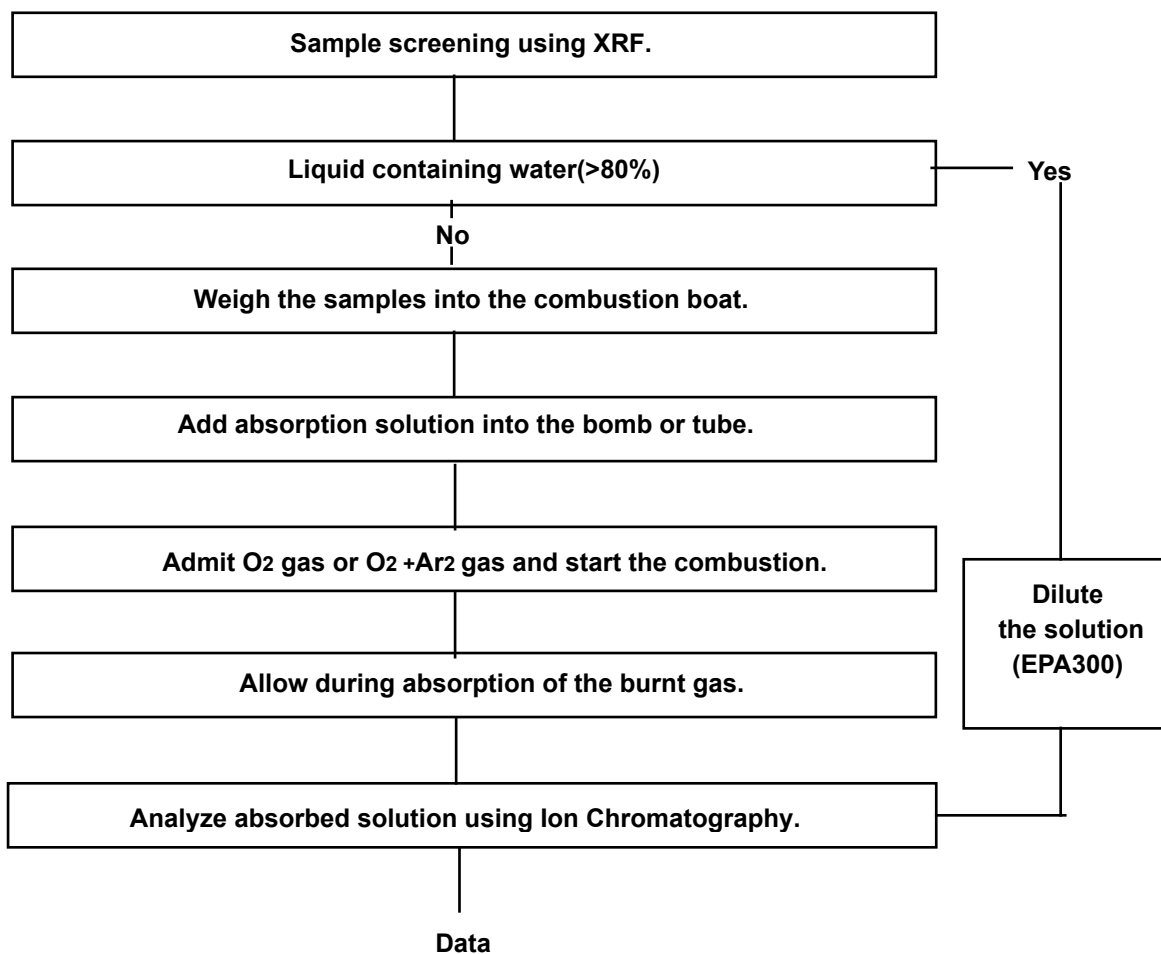 Sample screening using XRF.
Liquid containing water(>80%)
Yes
No
Weigh the samples into the combustion boat.
Add absorption solution into the bomb or tube.
Admit O2 gas or O2 +Ar2 gas and start the combustion.
Dilute
the solution
(EPA300)
Allow during absorption of the burnt gas.
Analyze absorbed solution using Ion Chromatography.
Data